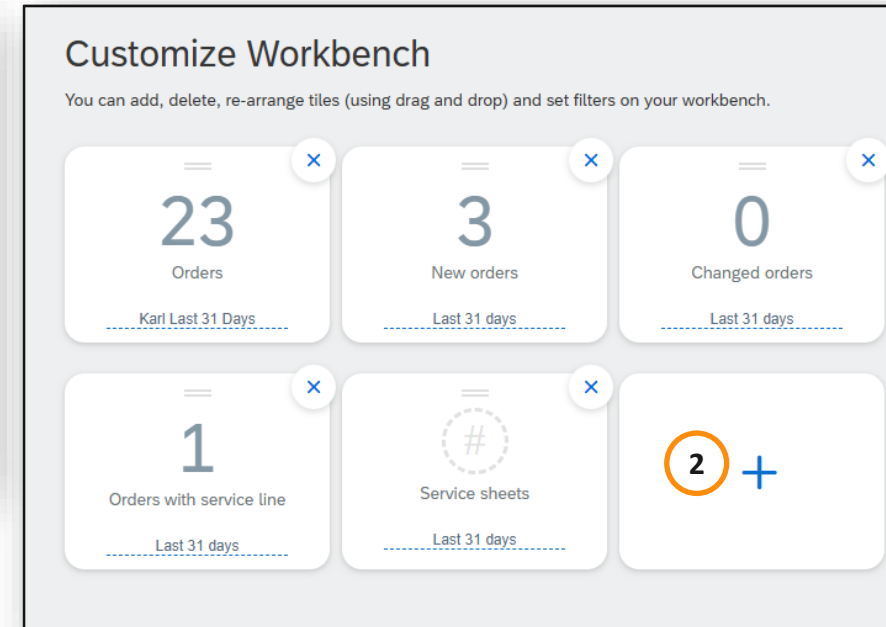 Customize Workbench
You can add, delete, re-arrange tiles (using drag and drop) and set filters on your workbench.
23
Orders
Karl Last 31 Days
3
New orders
Last 31 days
0
Changed orders
Last 31 days
1
Orders with service line
Last 31 days
#
Service sheets
Last 31 days
2